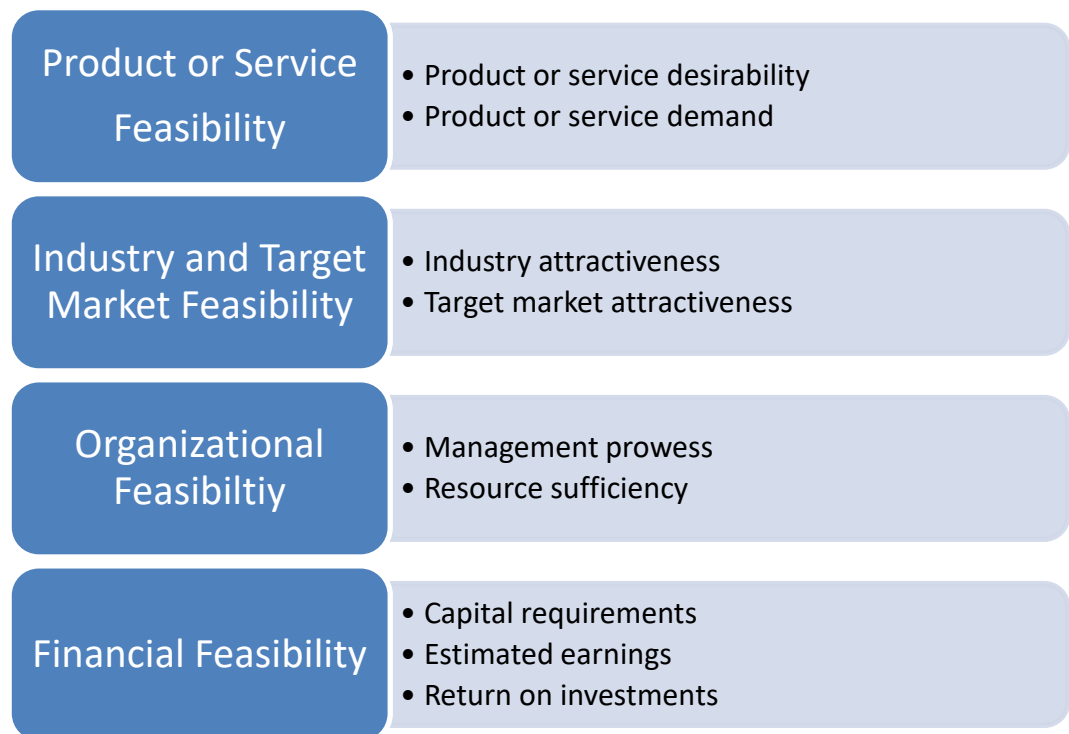 Product or Service
Feasibility
• Product or service desirability
• Product or service demand
Industry and Target
Market Feasibility
• Industry attractiveness
• Target market attractiveness
Organizational
Feasibiltiy
• Management prowess
• Resource sufficiency
Financial Feasibility
• Capital requirements
• Estimated earnings
• Return on investments